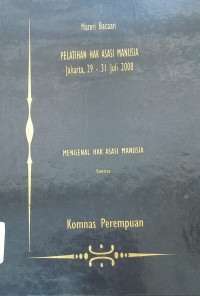 Materi Bacaan
PELATIHAN HAK ASASI MANUSIA
Jakarta, 29 - 31 Juli 2008
MENGENAL HAK ASASI MANUSIA
Komnas Perempuan